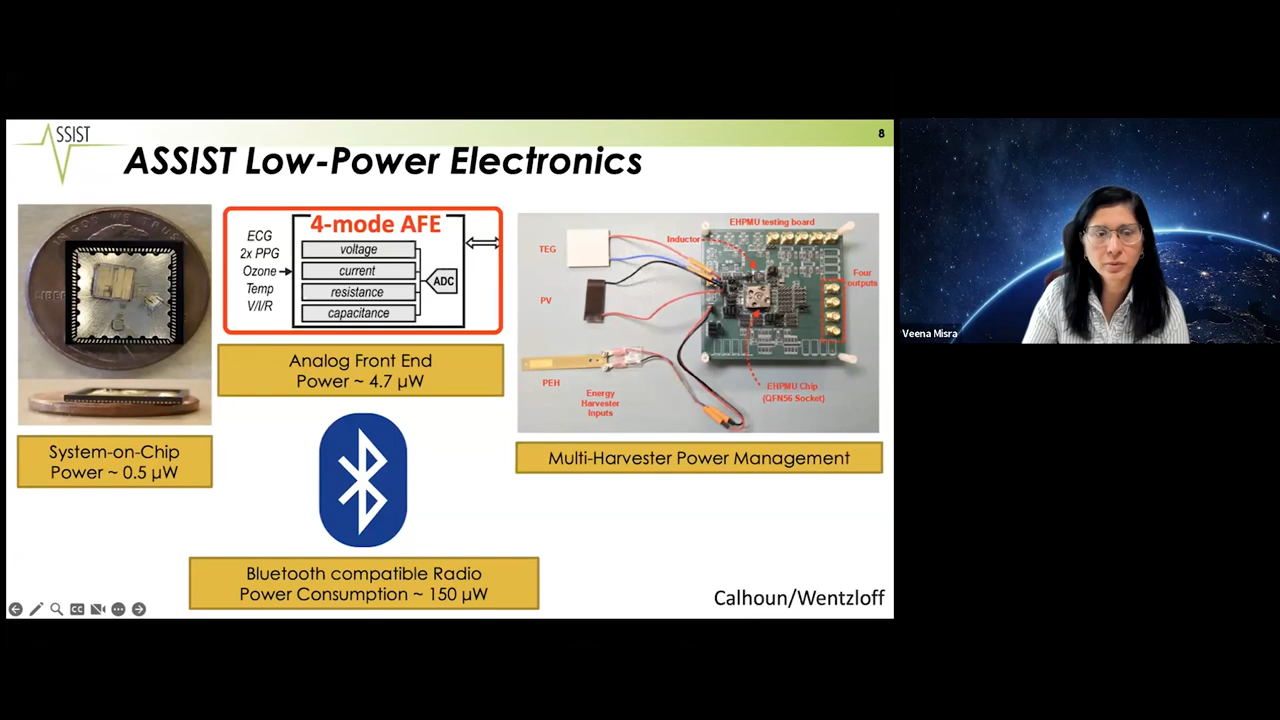 SSIST
8
ASSIST Low-Power Electronics
4-mode AFE
ECG
2x PPG
Ozone
Temp
V/I/R
voltage
current
resistance
capacitance
ADC
Analog Front End
Power ~ 4.7 µW
System-on-Chip
Power ~ 0.5 µW
Bluetooth compatible Radio
Power Consumption ~ 150 µW
EHPMU testing board
Inductor
TEG
PV
PEH
Energy
Harvester
Inputs
Four
outputs
EHPMU Chip
(QFN56 Socket)
Multi-Harvester Power Management
Calhoun/Wentzloff
CC
Veena Misra